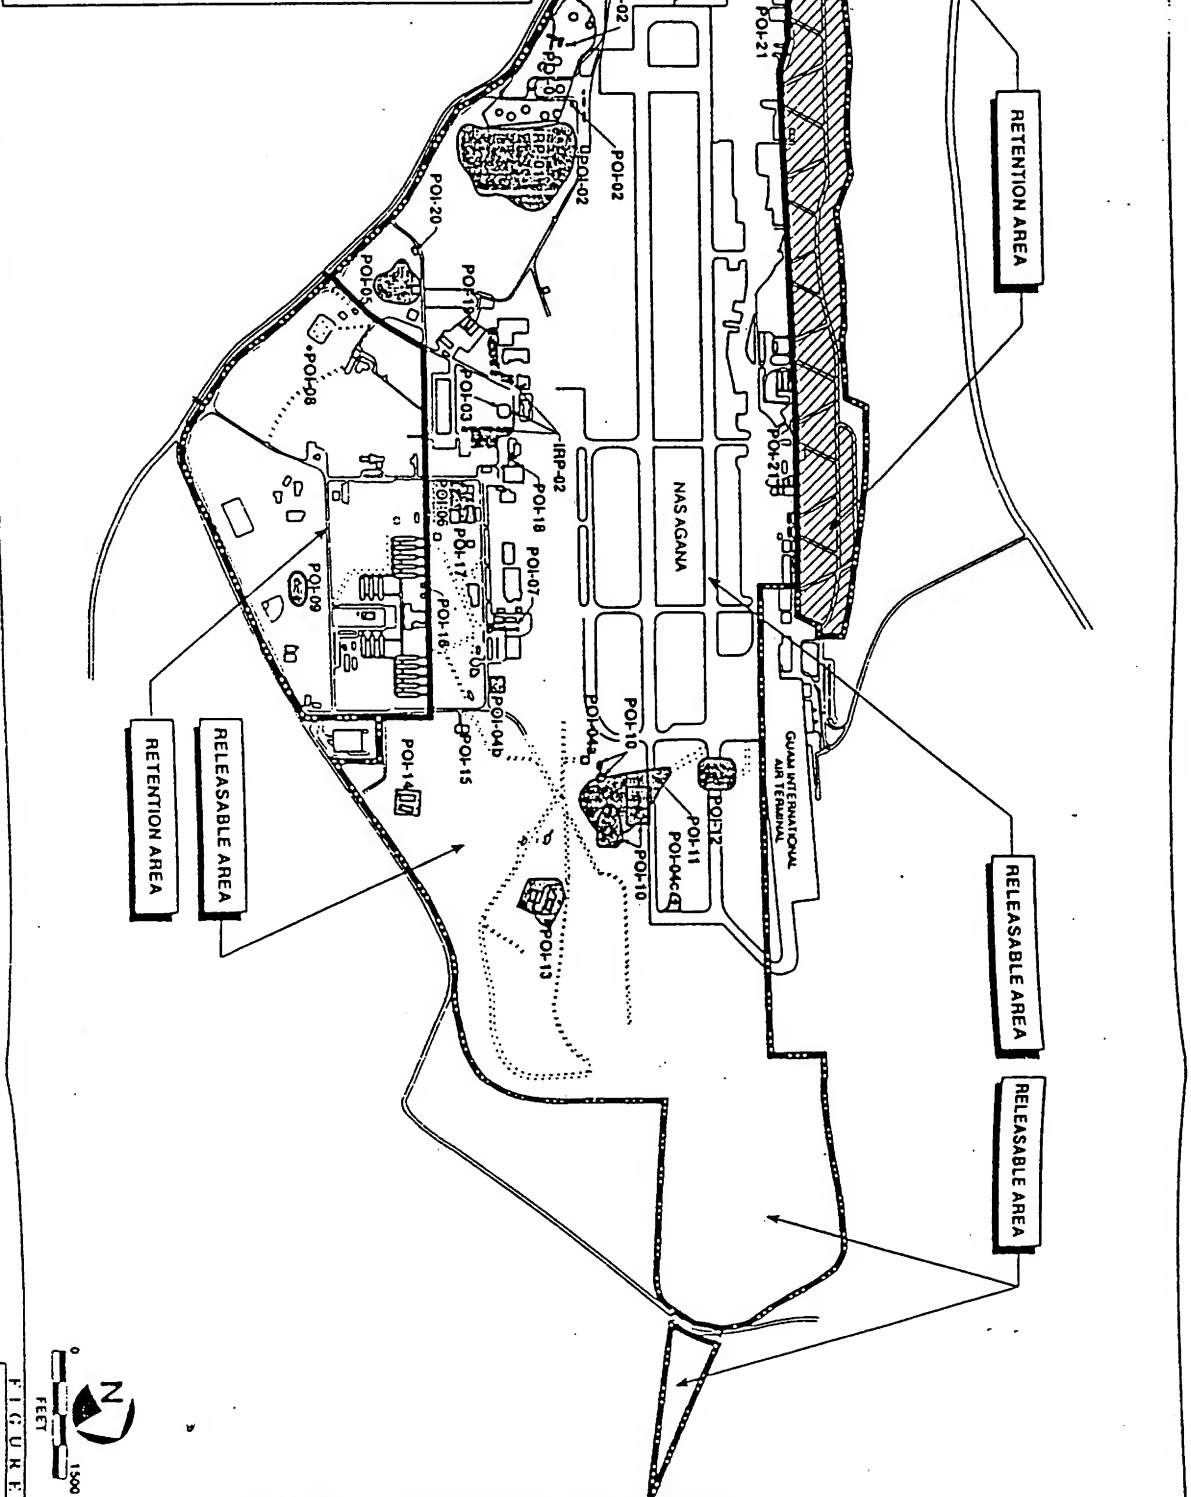 RETENTION AREA
RELEASABLE AREA
RELEASABLE AREA
POI-21
POI-21
GUAM INTERNATIONAL
AIR TERMINAL
NAS AGANA
-02
POI-02
POI-02
IRP-01
POI-12
POI-11
POI-04c
POI-10
POI-10
POI-04a
IRP-02
POI-18
POI-07
POI-13
POI-20
POI-19
POI-03
POI-06
POI-17
POI-16
POI-04b
POI-15
POI-14
POI-05
POI-08
POI-09
RELEASABLE AREA
RETENTION AREA
N
0
1500
FEET
FIGURE